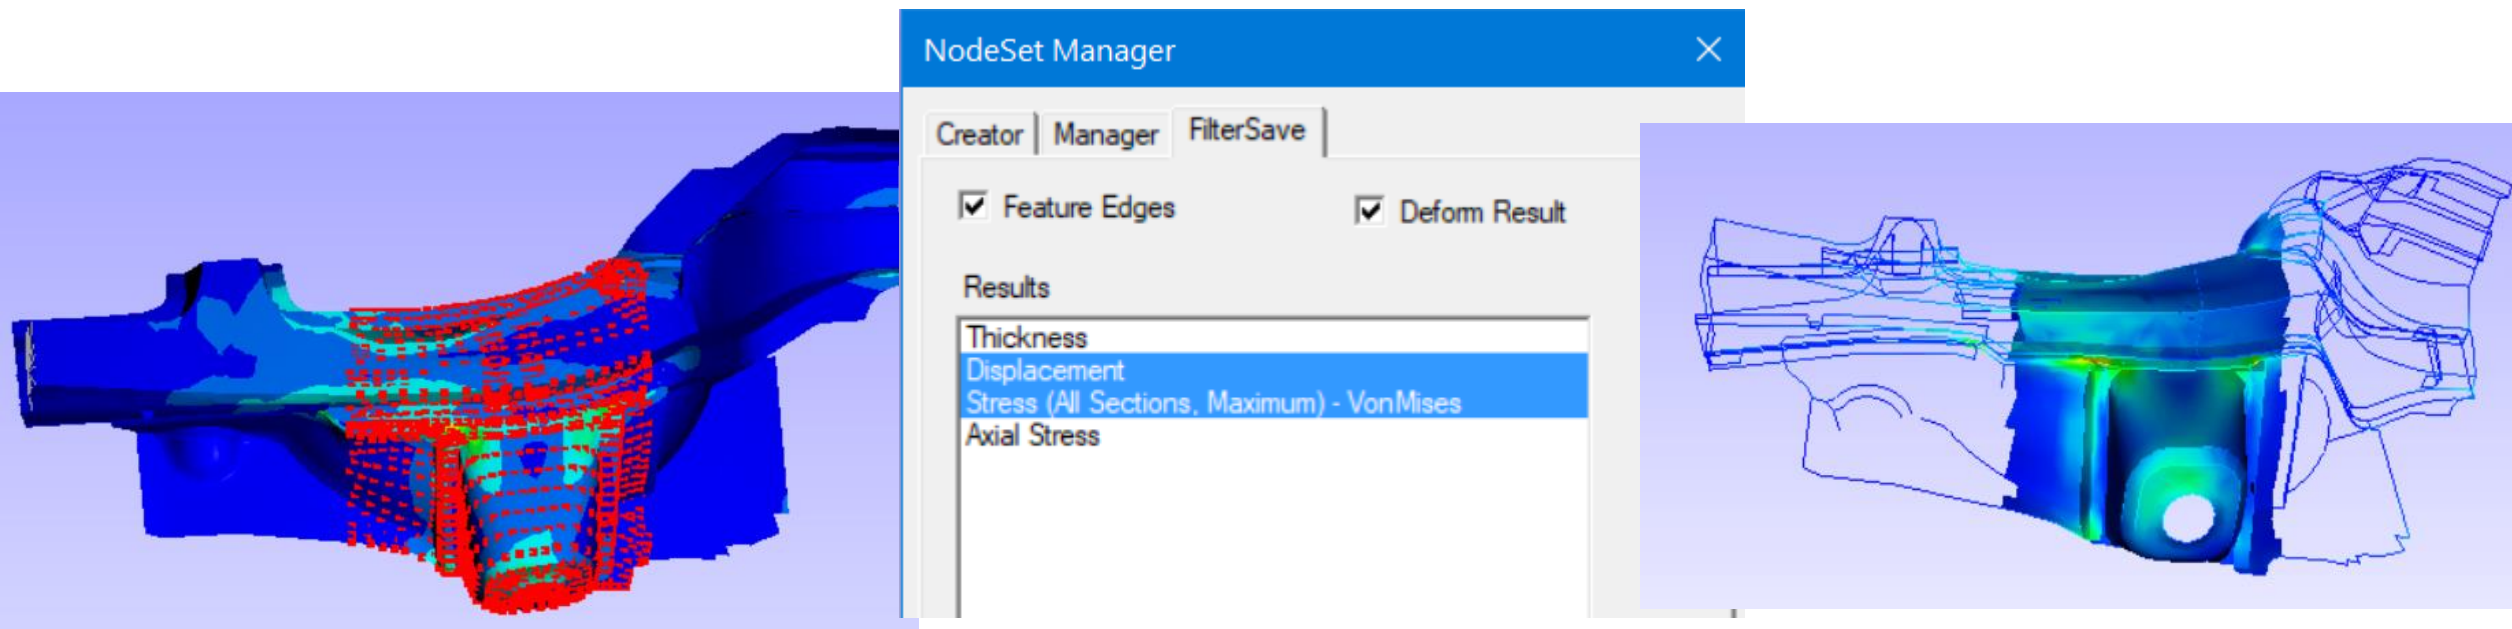 NodeSet Manager
Creator Manager FilterSave
Feature Edges Deform Result
Results
Thickness
Displacement
Stress (All Sections, Maximum) - VonMises
Axial Stress